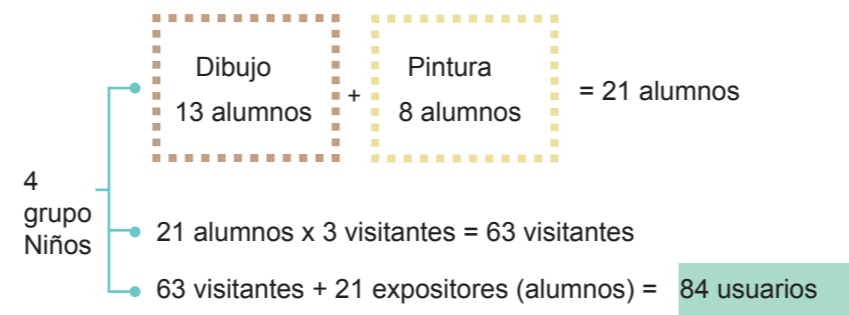 Dibujo
13 alumnos
+
Pintura
8 alumnos
= 21 alumnos
4
grupo
Niños
21 alumnos x 3 visitantes = 63 visitantes
63 visitantes + 21 expositores (alumnos) = 84 usuarios